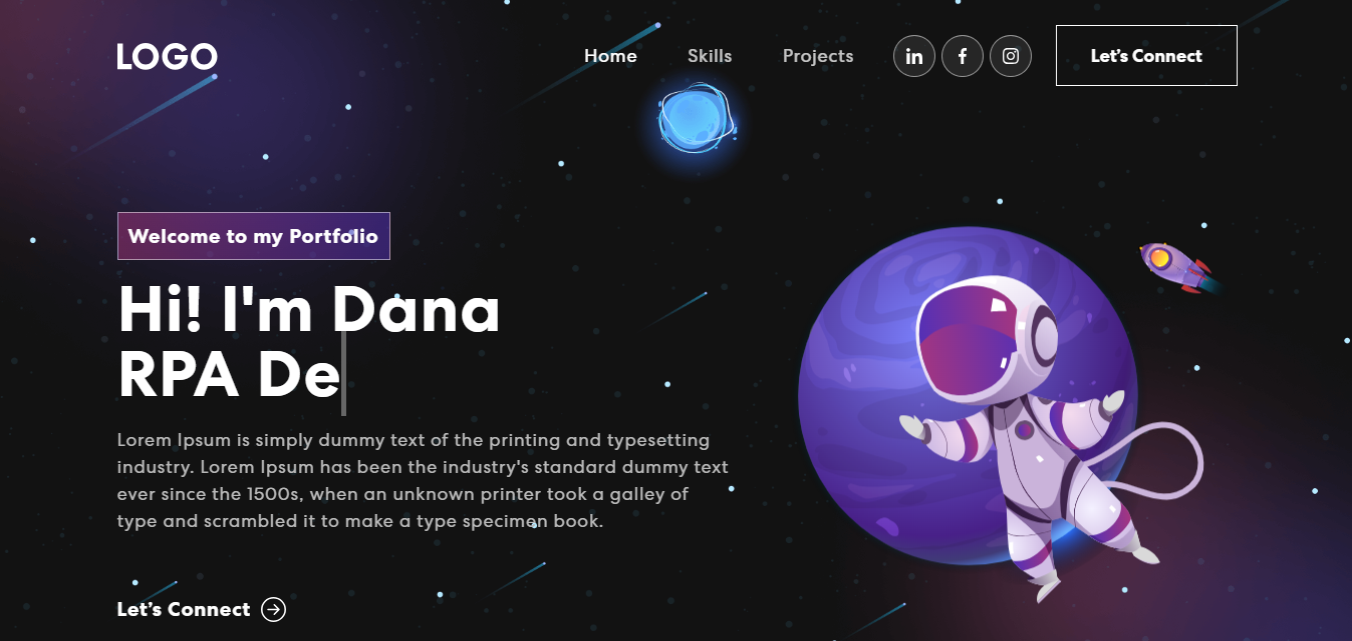 LOGO
Home Skills Projects in f Let's Connect
Welcome to my Portfolio
Hi! I'm Dana
RPA De
Lorem Ipsum is simply dummy text of the printing and typesetting
industry. Lorem Ipsum has been the industry's standard dummy text
ever since the 1500s, when an unknown printer took a galley of
type and scrambled it to make a type specimen book.
Let's Connect